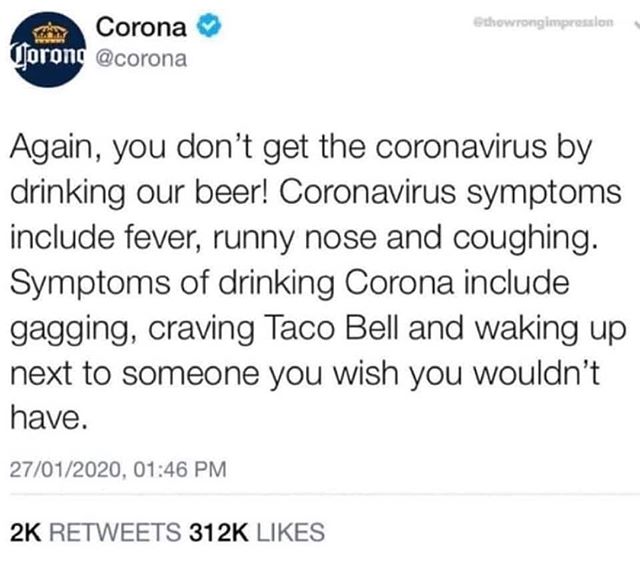 Corona
@thowrongimpression
Corona @corona
Again, you don't get the coronavirus by
drinking our beer! Coronavirus symptoms
include fever, runny nose and coughing.
Symptoms of drinking Corona include
gagging, craving Taco Bell and waking up
next to someone you wish you wouldn't
have.
27/01/2020, 01:46 PM
2K RETWEETS 312K LIKES